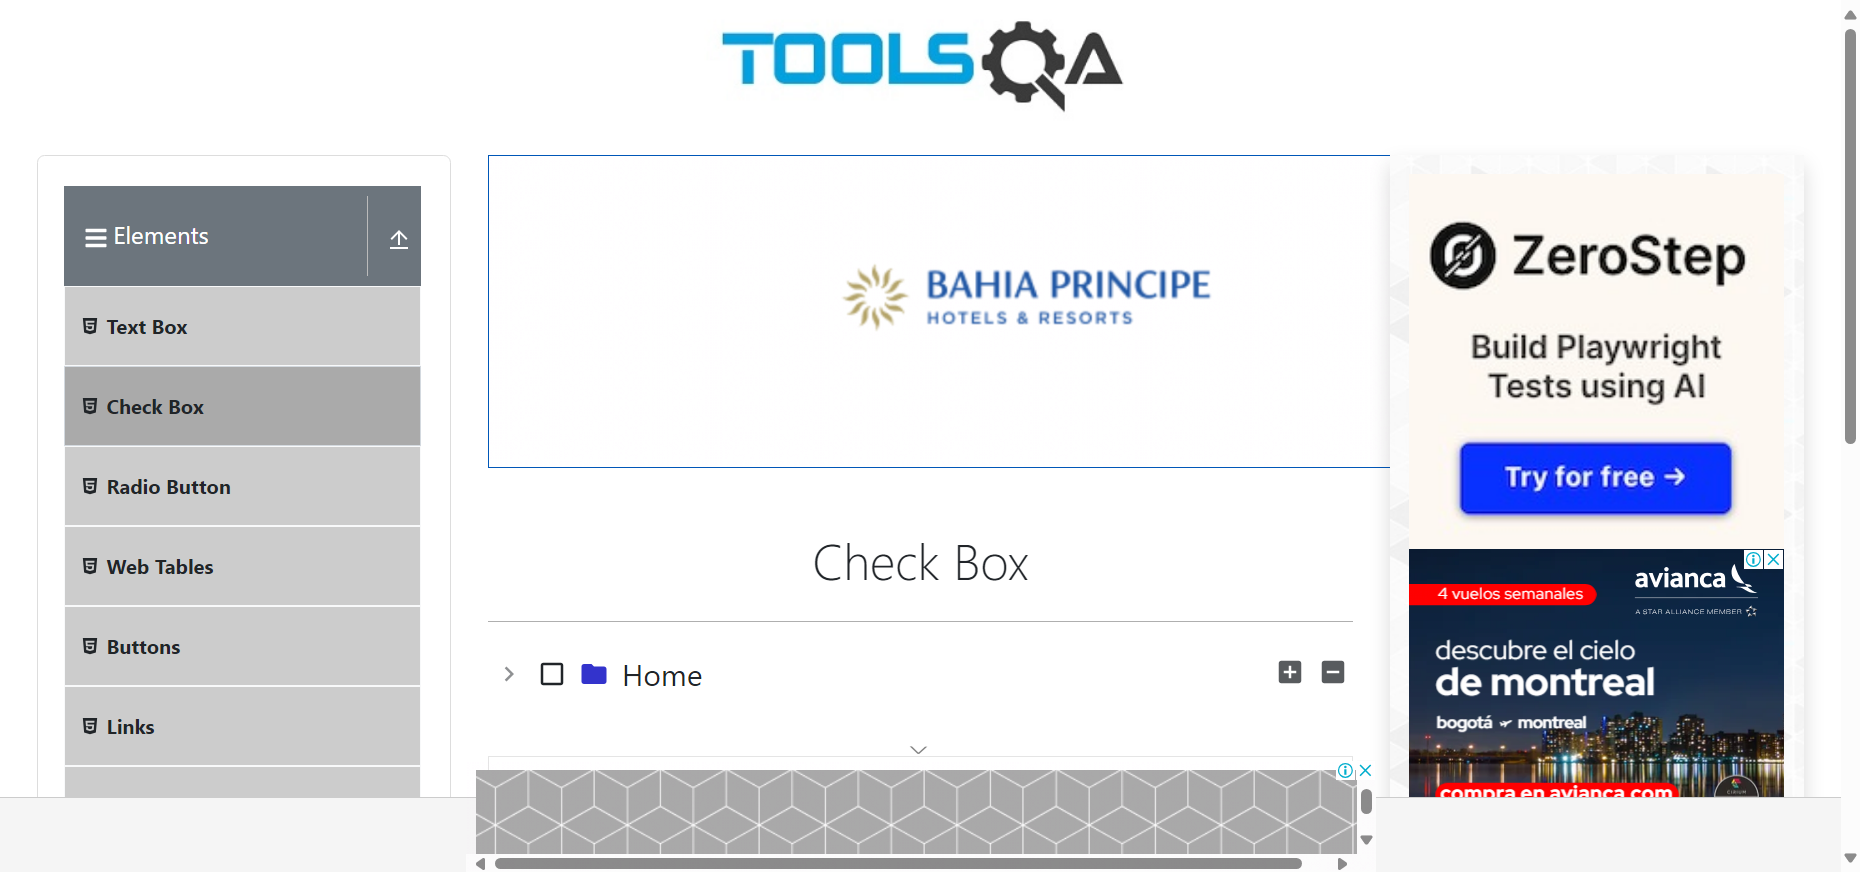 TOOLSQA
Elements
Text Box
Check Box
Radio Button
Web Tables
Buttons
Links
BAHIA PRINCIPE
HOTELS & RESORTS
Check Box
Home
ZeroStep
Build Playwright
Tests using AI
Try for free →
4 vuelos semanales
avianca
A STAR ALLIANCE MEMBER
descubre el cielo
de montreal
bogotá montreal
compra en avianca.com
CIRIUM